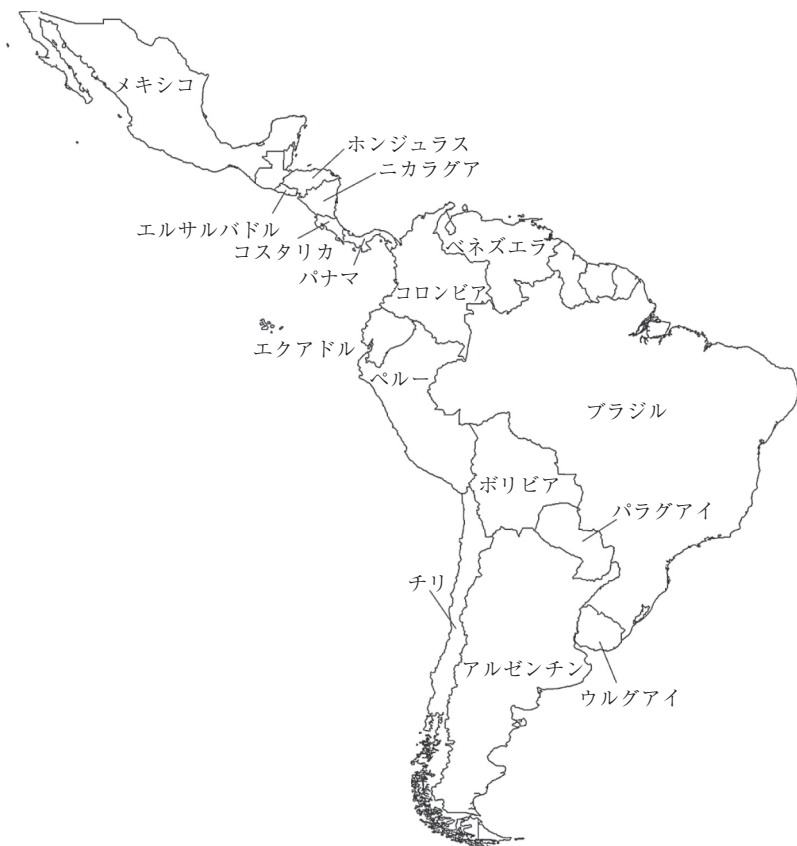 メキシコ
ホンジュラス
ニカラグア
エルサルバドル
コスタリカ
パナマ
ベネズエラ
コロンビア
エクアドル
ペルー
ブラジル
ボリビア
パラグアイ
チリ
アルゼンチン
ウルグアイ